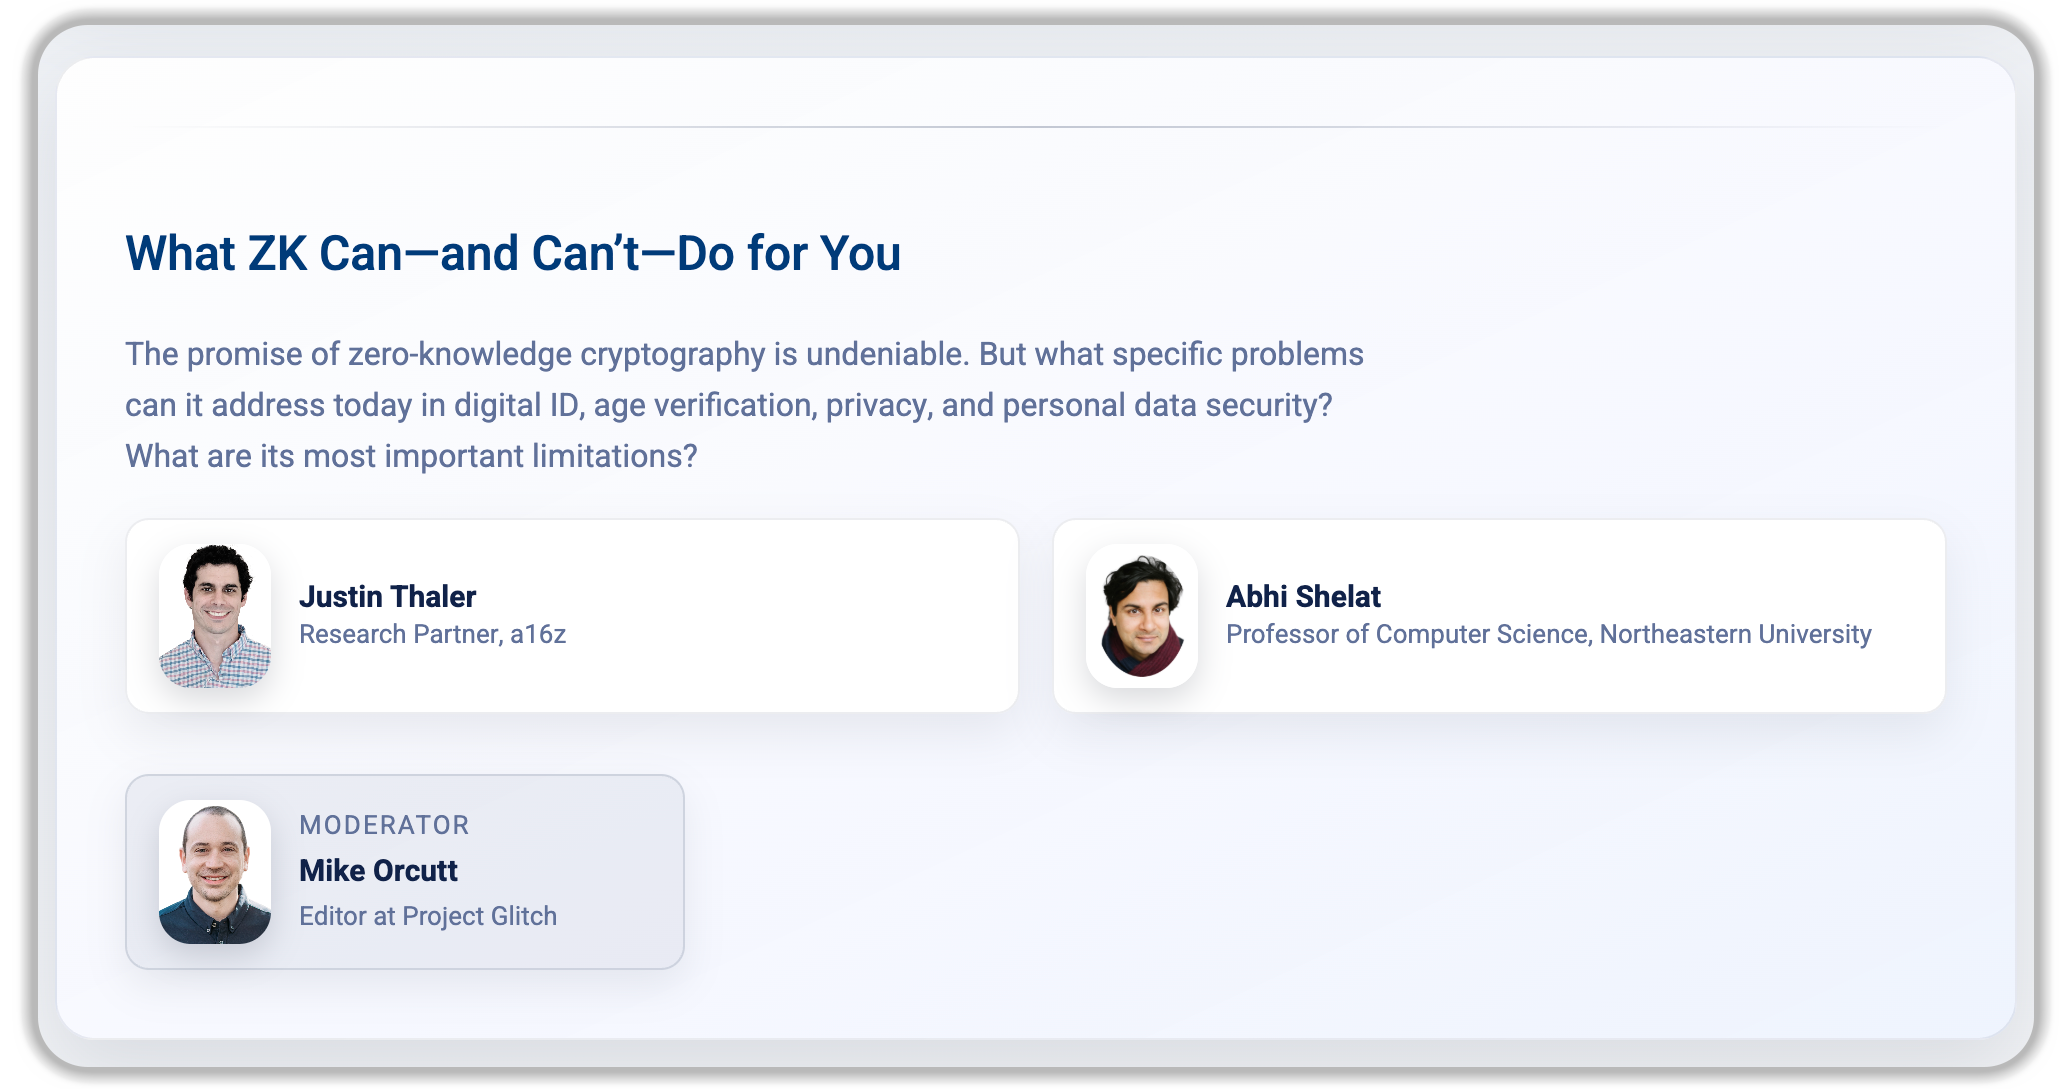 What ZK Can—and Can’t—Do for You
The promise of zero-knowledge cryptography is undeniable. But what specific problems
can it address today in digital ID, age verification, privacy, and personal data security?
What are its most important limitations?
Justin Thaler
Research Partner, a16z
Abhi Shelat
Professor of Computer Science, Northeastern University
MODERATOR
Mike Orcutt
Editor at Project Glitch